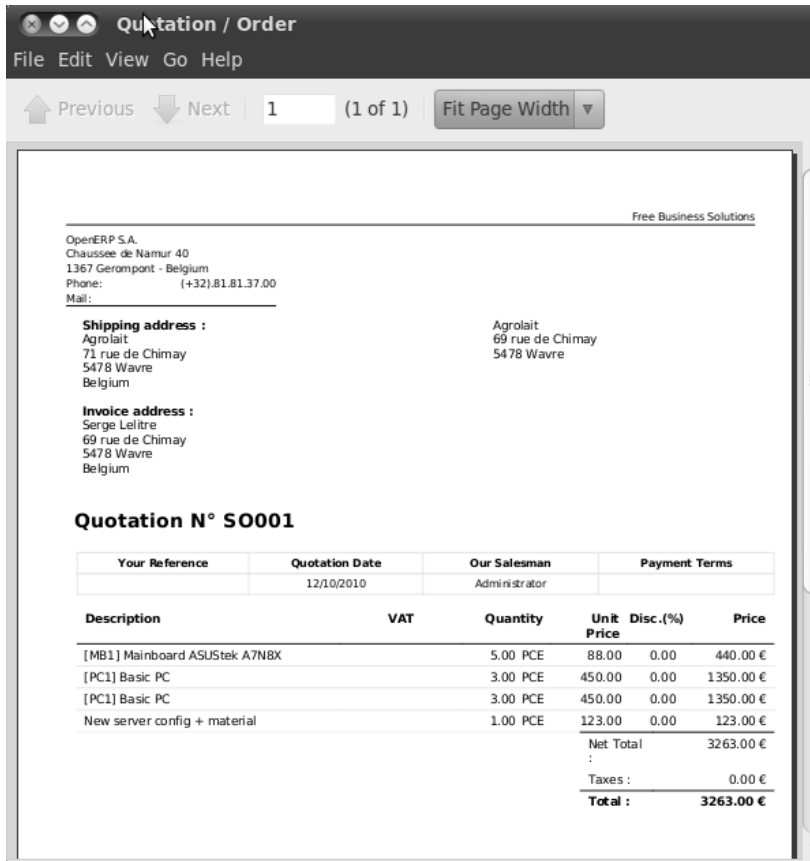 Quotation / Order
File Edit View Go Help
Previous Next 1 (1 of 1) Fit Page Width
Free Business Solutions
OpenERP S.A.
Chaussee de Namur 40
1367 Gerompont - Belgium
Phone: (+32).81.81.37.00
Mail:
Shipping address :
Agrolait
71 rue de Chimay
5478 Wavre
Belgium
Agrolait
69 rue de Chimay
5478 Wavre
Invoice address :
Serge Lelitre
69 rue de Chimay
5478 Wavre
Belgium
Quotation N° SO001
Your Reference Quotation Date Our Salesman Payment Terms
12/10/2010 Administrator
Description VAT Quantity Unit Price Disc.(%) Price
[MB1] Mainboard ASUStek A7N8X 5.00 PCE 88.00 0.00 440.00 €
[PC1] Basic PC 3.00 PCE 450.00 0.00 1350.00 €
[PC1] Basic PC 3.00 PCE 450.00 0.00 1350.00 €
New server config + material 1.00 PCE 123.00 0.00 123.00 €
Net Total : 3263.00 €
Taxes : 0.00 €
Total : 3263.00 €